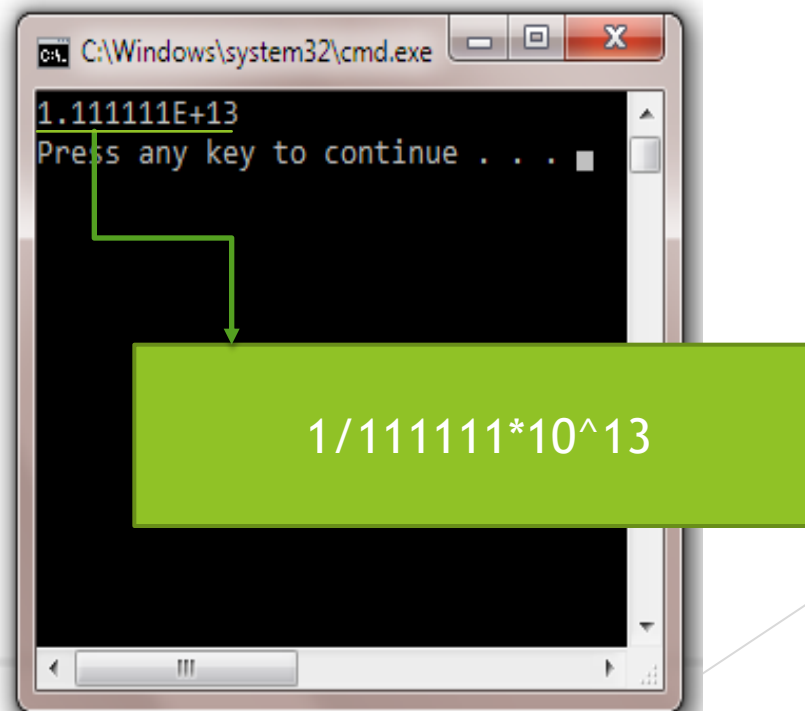 C:\Windows\system32\cmd.exe
1.111111E+13
Press any key to continue . . .
1/111111*10^13